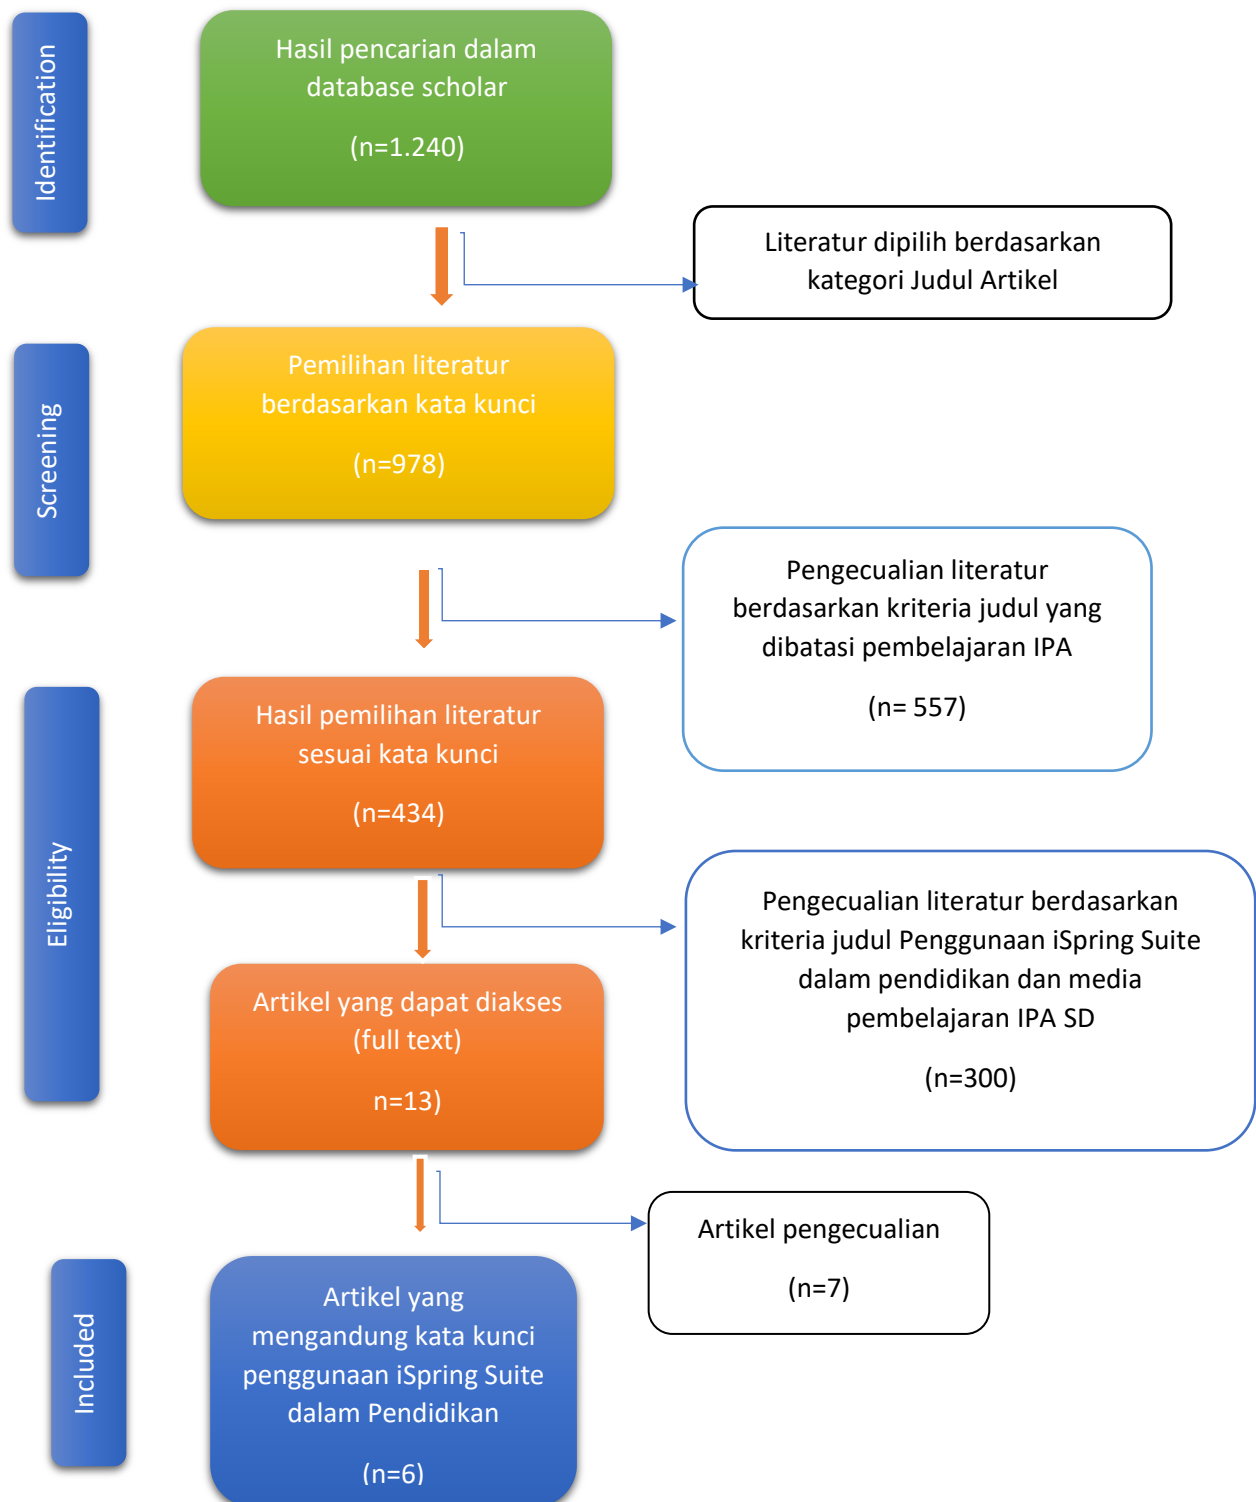 Identification
Hasil pencarian dalam
database scholar
(n=1.240)
Literatur dipilih berdasarkan
kategori Judul Artikel
Screening
Pemilihan literatur
berdasarkan kata kunci
(n=978)
Pengecualian literatur
berdasarkan kriteria judul yang
dibatasi pembelajaran IPA
(n= 557)
Eligibility
Hasil pemilihan literatur
sesuai kata kunci
(n=434)
Pengecualian literatur berdasarkan
kriteria judul Penggunaan iSpring Suite
dalam pendidikan dan media
pembelajaran IPA SD
(n=300)
Artikel yang dapat diakses
(full text)
n=13)
Artikel pengecualian
(n=7)
Included
Artikel yang
mengandung kata kunci
penggunaan iSpring Suite
dalam Pendidikan
(n=6)